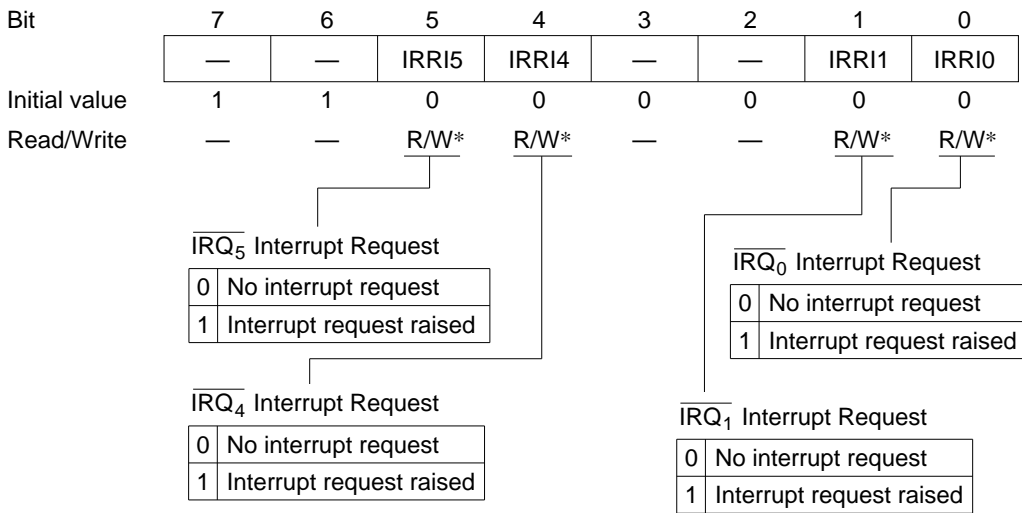 Bit 7 6 5 4 3 2 1 0
— — IRRI5 IRRI4 — — IRRI1 IRRI0
Initial value 1 1 0 0 0 0 0 0
Read/Write — — R/W* R/W* — — R/W* R/W*
IRQ5 Interrupt Request
0 No interrupt request
1 Interrupt request raised
IRQ0 Interrupt Request
0 No interrupt request
1 Interrupt request raised
IRQ4 Interrupt Request
0 No interrupt request
1 Interrupt request raised
IRQ1 Interrupt Request
0 No interrupt request
1 Interrupt request raised